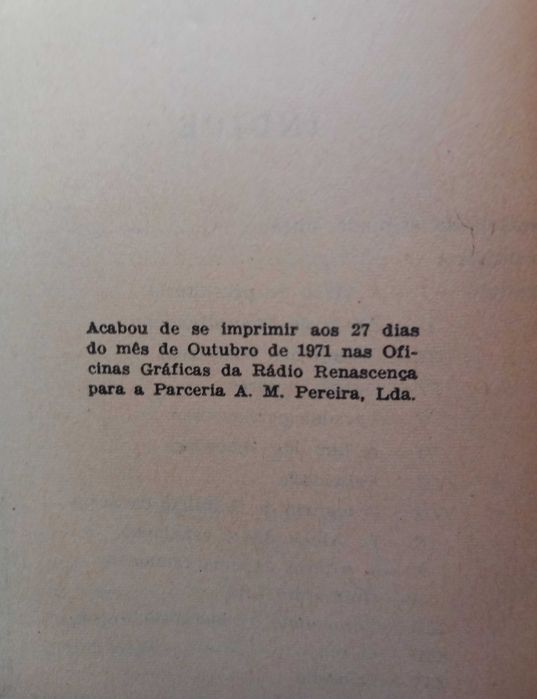 Acabou de se imprimir aos 27 dias
do mês de Outubro de 1971 nas Ofi-
cinas Gráficas da Rádio Renascença
para a Parceria A. M. Pereira, Lda.